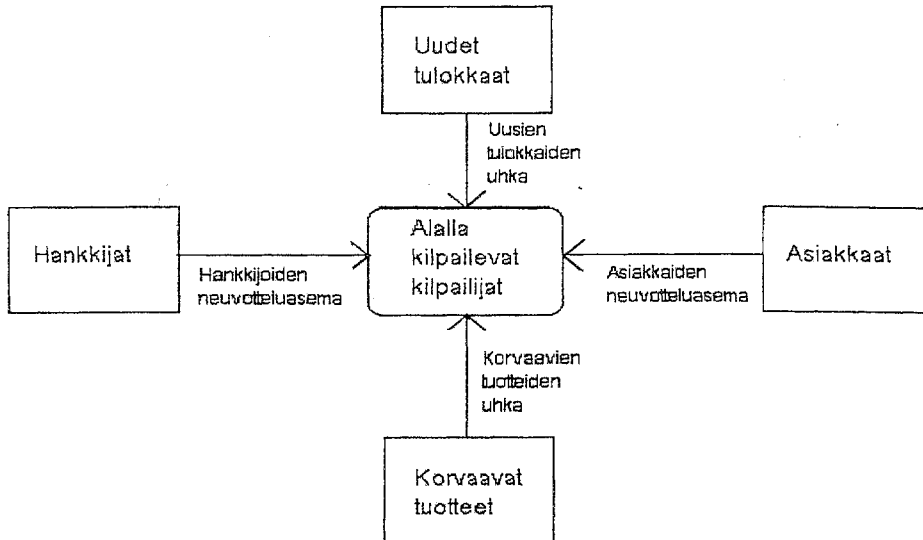 Uudet
tulokkaat
Uusien
tulokkaiden
uhka
Hankkijat
Hankkijoiden
neuvotteluasema
Alalla
kilpailevat
kilpailijat
Asiakkaiden
neuvotteluasema
Asiakkaat
Korvaavien
tuotteiden
uhka
Korvaavat
tuotteet